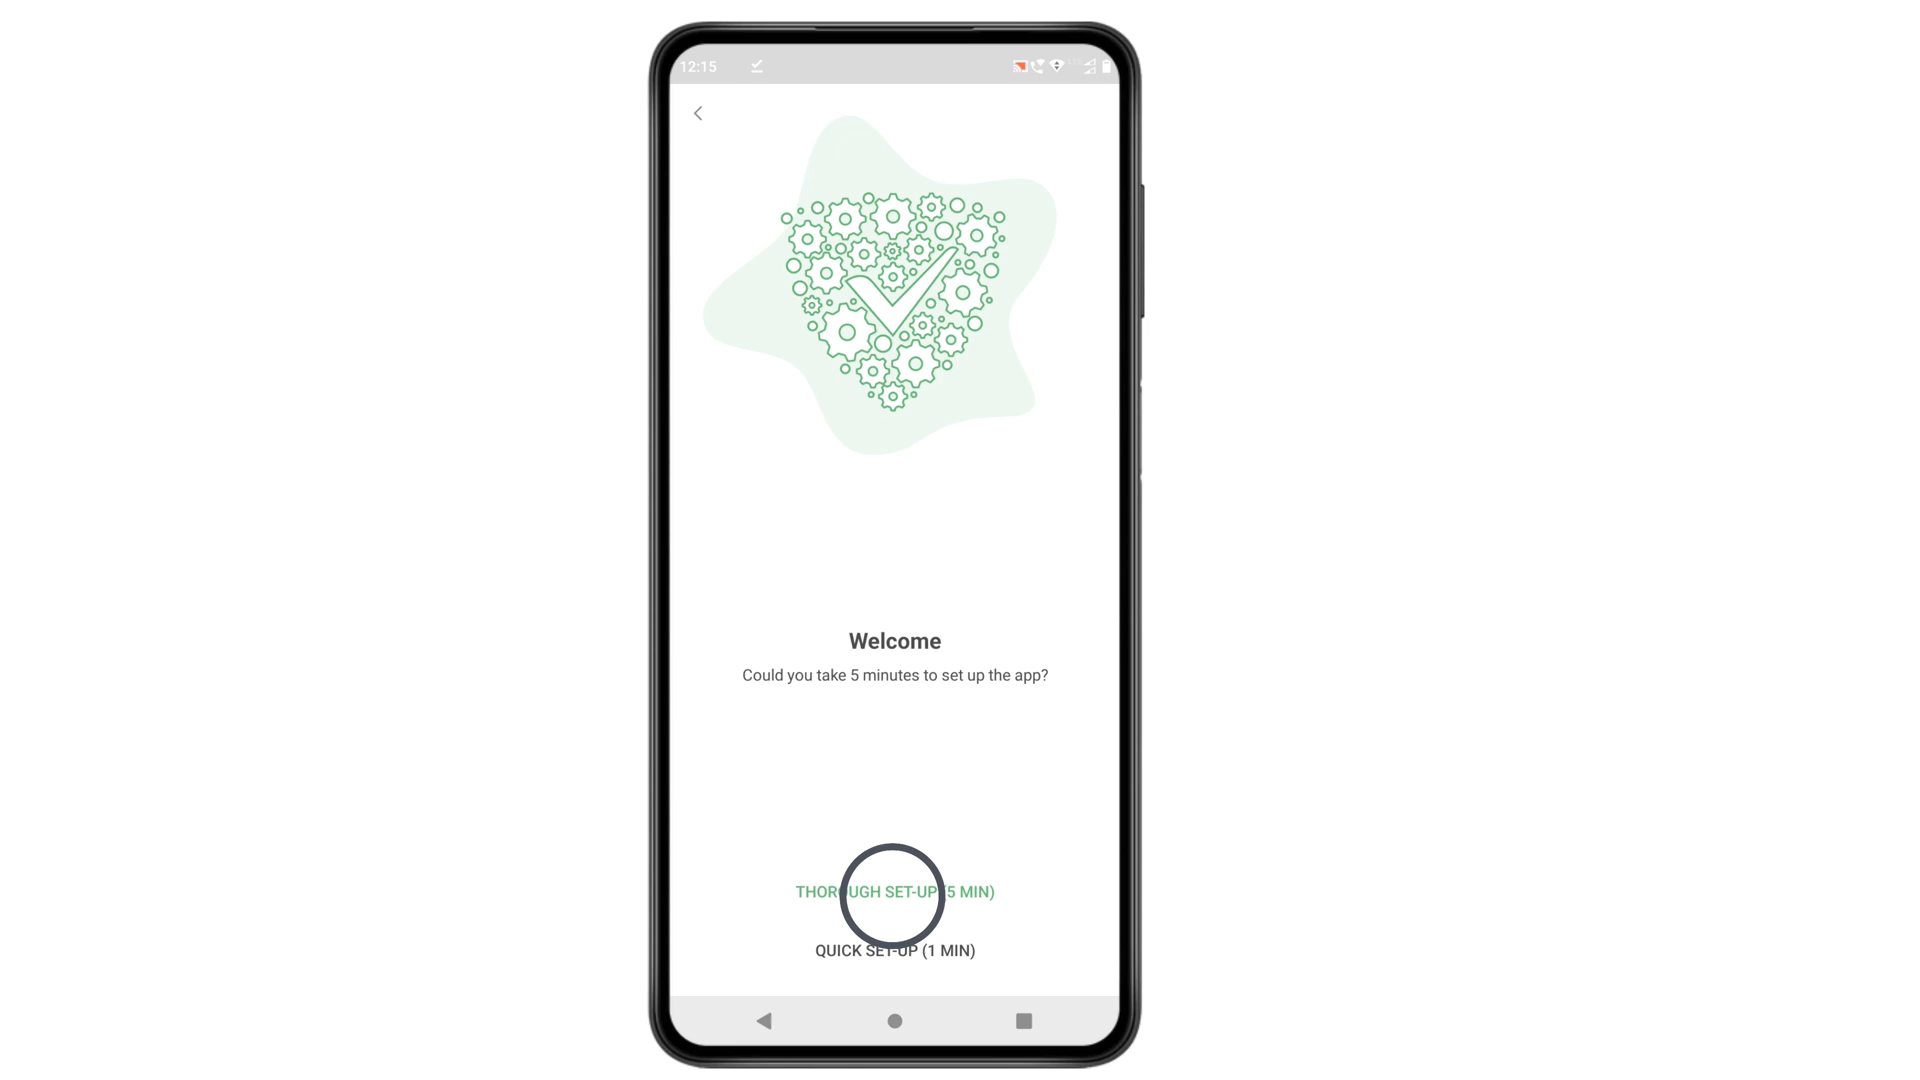 12:15
Welcome
Could you take 5 minutes to set up the app?
THOROUGH SET-UP (5 MIN)
QUICK SET-UP (1 MIN)